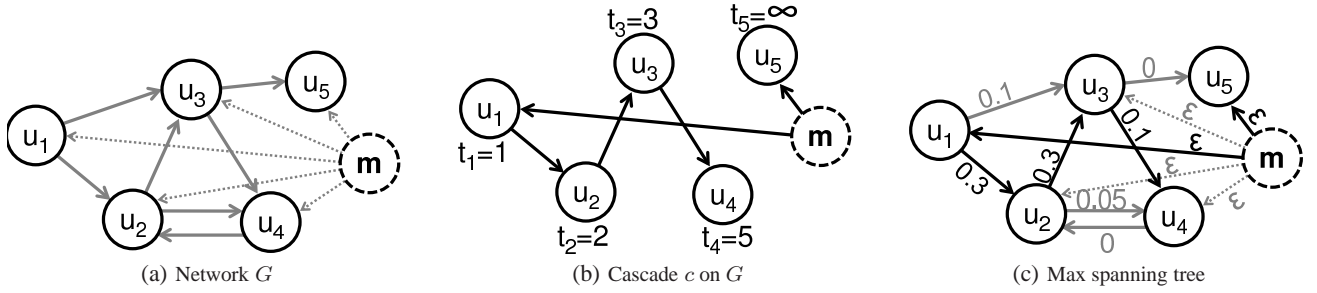 u₁
u₂
u₃
u₄
u₅
m
(a) Network G
t₁=1
t₂=2
t₃=3
t₄=5
t₅=∞
u₁
u₂
u₃
u₄
u₅
m
(b) Cascade c on G
u₁
u₂
u₃
u₄
u₅
m
0.1
0
0.3
0.3
0.1
0.05
0
ε
ε
ε
ε
ε
(c) Max spanning tree